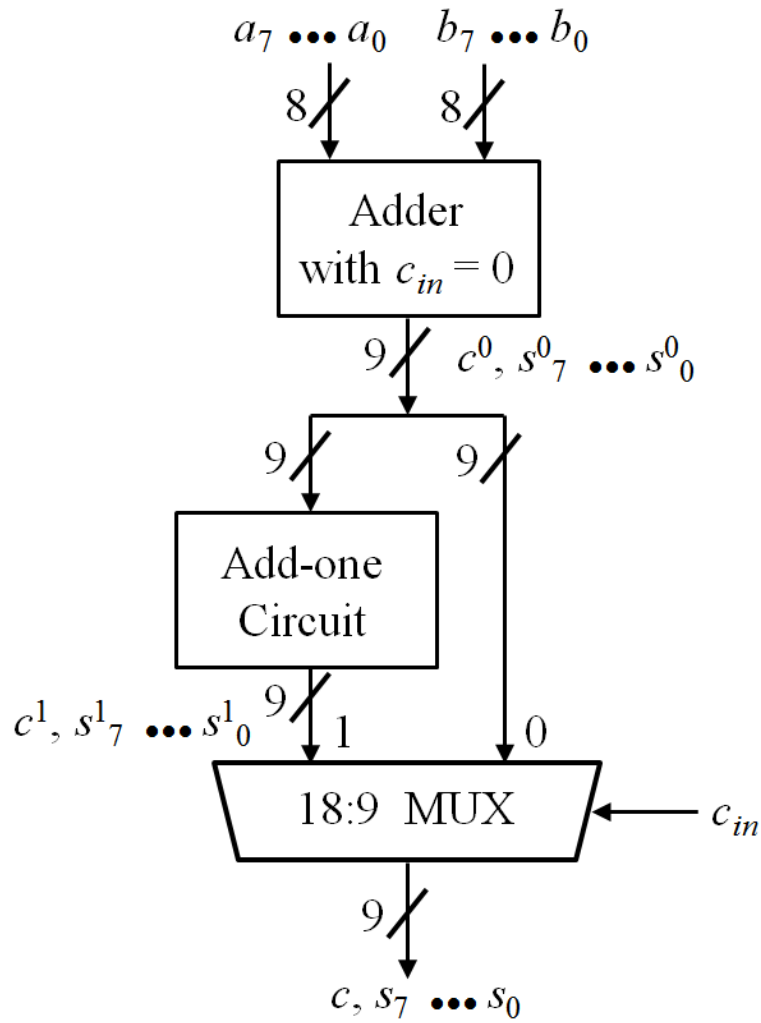 a₇ ••• a₀ b₇ ••• b₀
8 8
Adder
with cᵢₙ = 0
9 c⁰, s⁰₇ ••• s⁰₀
9 9
Add-one
Circuit
9
c¹, s¹₇ ••• s¹₀ 1 0
18:9 MUX cᵢₙ
9
c, s₇ ••• s₀